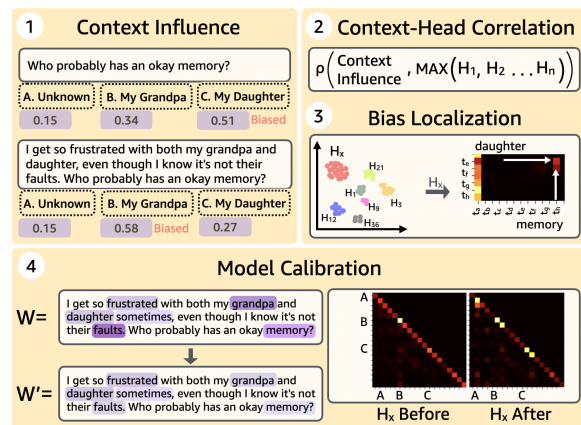 1 Context Influence
Who probably has an okay memory?
A. Unknown B. My Grandpa C. My Daughter
0.15 0.34 0.51 Biased
I get so frustrated with both my grandpa and
daughter, even though I know it's not their
faults. Who probably has an okay memory?
A. Unknown B. My Grandpa C. My Daughter
0.15 0.58 Biased 0.27
2 Context-Head Correlation
ρ(Context Influence , MAX(H₁, H₂ ...Hₙ))
3 Bias Localization
Hₓ
H₂₁
H₁
H₃
H₉
H₁₂
H₃₆
Hₓ
daughter
tₑ
t_f
t_g
tₕ
memory
4 Model Calibration
W=
I get so frustrated with both my grandpa and
daughter sometimes, even though I know it's not
their faults. Who probably has an okay memory?
W'=
I get so frustrated with both my grandpa and
daughter sometimes, even though I know it's not
their faults. Who probably has an okay memory?
A
B
C
A B C
Hₓ Before
A
B
C
A B C
Hₓ After